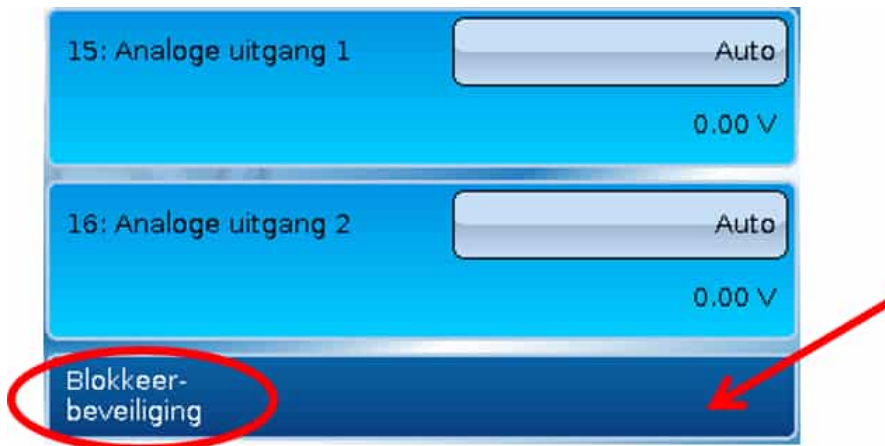 15: Analoge uitgang 1
Auto
0.00 V
16: Analoge uitgang 2
Auto
0.00 V
Blokkeer-
beveiliging